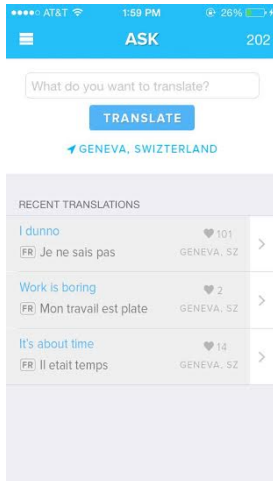 AT&T 1:59 PM 26%
ASK 202
What do you want to translate?
TRANSLATE
GENEVA, SWIZTERLAND
RECENT TRANSLATIONS
I dunno 101
FR Je ne sais pas GENEVA, SZ
Work is boring 2
FR Mon travail est plate GENEVA, SZ
It's about time 14
FR Il etait temps GENEVA, SZ